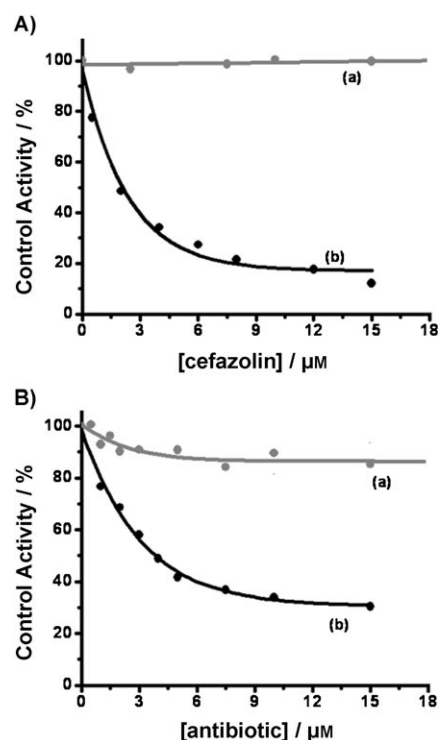 A)
Control Activity / %
100
80
60
40
20
0
(a)
(b)
0 3 6 9 12 15 18
[cefazolin] / µM
B)
Control Activity / %
100
80
60
40
20
0
(a)
(b)
0 3 6 9 12 15 18
[antibiotic] / µM